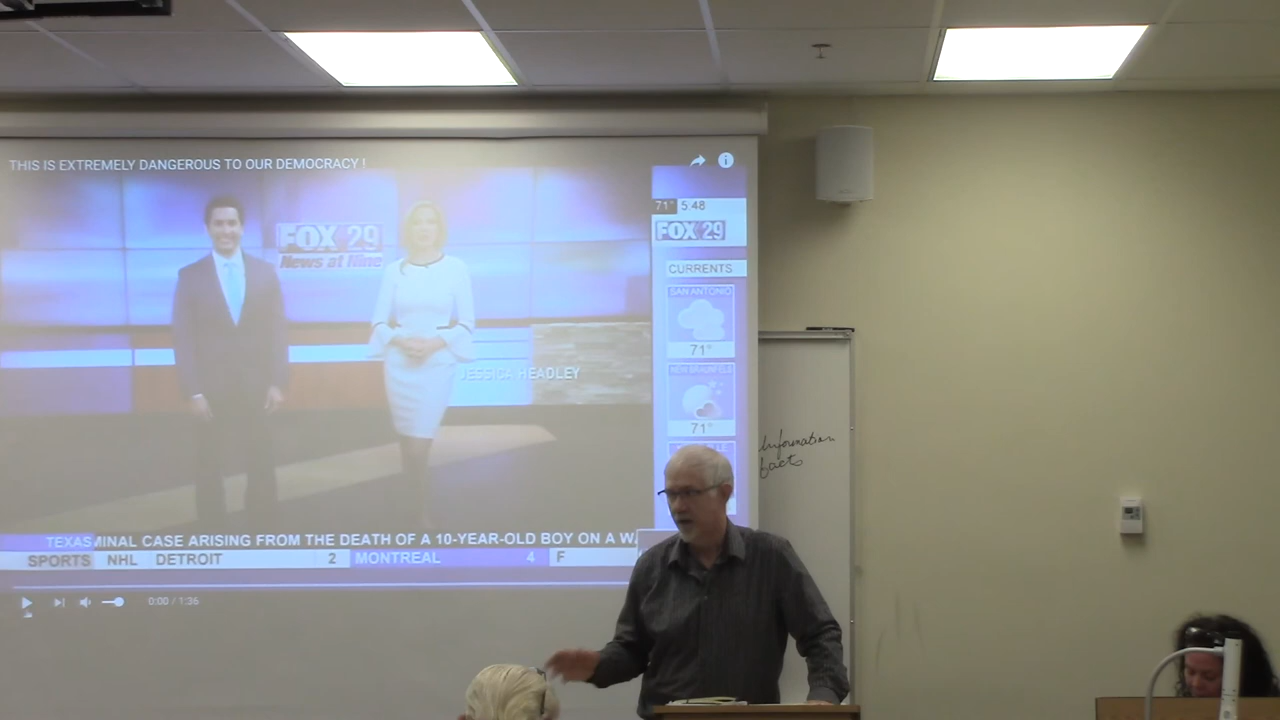 THIS IS EXTREMELY DANGEROUS TO OUR DEMOCRACY !
71° 5 48
FOX 29
FOX 29
News at Nine
CURRENTS
SAN ANTONIO
71°
JESSICA HEADLEY
NEW BRAUNFELS
71°
Information
facts
TEXAS MINAL CASE ARISING FROM THE DEATH OF A 10-YEAR-OLD BOY ON A WA
SPORTS NHL DETROIT 2 MONTREAL 4 F
0:00 / 1:36